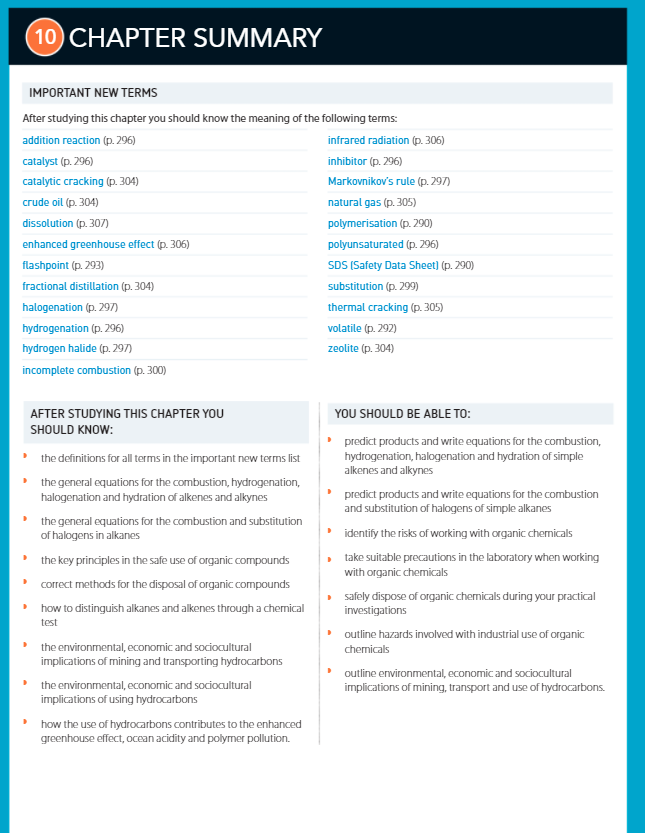 10 CHAPTER SUMMARY
IMPORTANT NEW TERMS
After studying this chapter you should know the meaning of the following terms:
addition reaction (p. 296)
catalyst (p. 296)
catalytic cracking (p. 304)
crude oil (p. 304)
dissolution (p. 307)
enhanced greenhouse effect (p. 306)
flashpoint (p. 293)
fractional distillation (p. 304)
halogenation (p. 297)
hydrogenation (p. 296)
hydrogen halide (p. 297)
incomplete combustion (p. 300)
infrared radiation (p. 306)
inhibitor (p. 296)
Markovnikov's rule (p. 297)
natural gas (p. 305)
polymerisation (p. 290)
polyunsaturated (p. 296)
SDS (Safety Data Sheet) (p. 290)
substitution (p. 299)
thermal cracking (p. 305)
volatile (p. 292)
zeolite (p. 304)
AFTER STUDYING THIS CHAPTER YOU
SHOULD KNOW:
the definitions for all terms in the important new terms list
the general equations for the combustion, hydrogenation,
halogenation and hydration of alkenes and alkynes
the general equations for the combustion and substitution
of halogens in alkanes
the key principles in the safe use of organic compounds
correct methods for the disposal of organic compounds
how to distinguish alkanes and alkenes through a chemical
test
the environmental, economic and sociocultural
implications of mining and transporting hydrocarbons
the environmental, economic and sociocultural
implications of using hydrocarbons
how the use of hydrocarbons contributes to the enhanced
greenhouse effect, ocean acidity and polymer pollution.
YOU SHOULD BE ABLE TO:
predict products and write equations for the combustion,
hydrogenation, halogenation and hydration of simple
alkenes and alkynes
predict products and write equations for the combustion
and substitution of halogens of simple alkanes
identify the risks of working with organic chemicals
take suitable precautions in the laboratory when working
with organic chemicals
safely dispose of organic chemicals during your practical
investigations
outline hazards involved with industrial use of organic
chemicals
outline environmental, economic and sociocultural
implications of mining, transport and use of hydrocarbons.